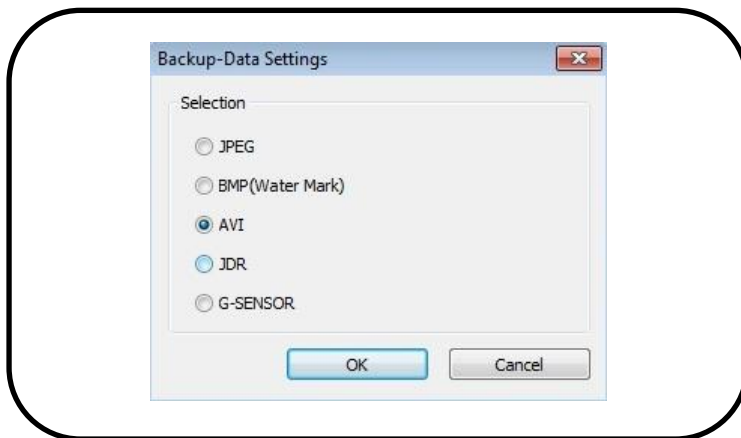 Backup-Data Settings
Selection
JPEG
BMP(Water Mark)
AVI
JDR
G-SENSOR
OK Cancel